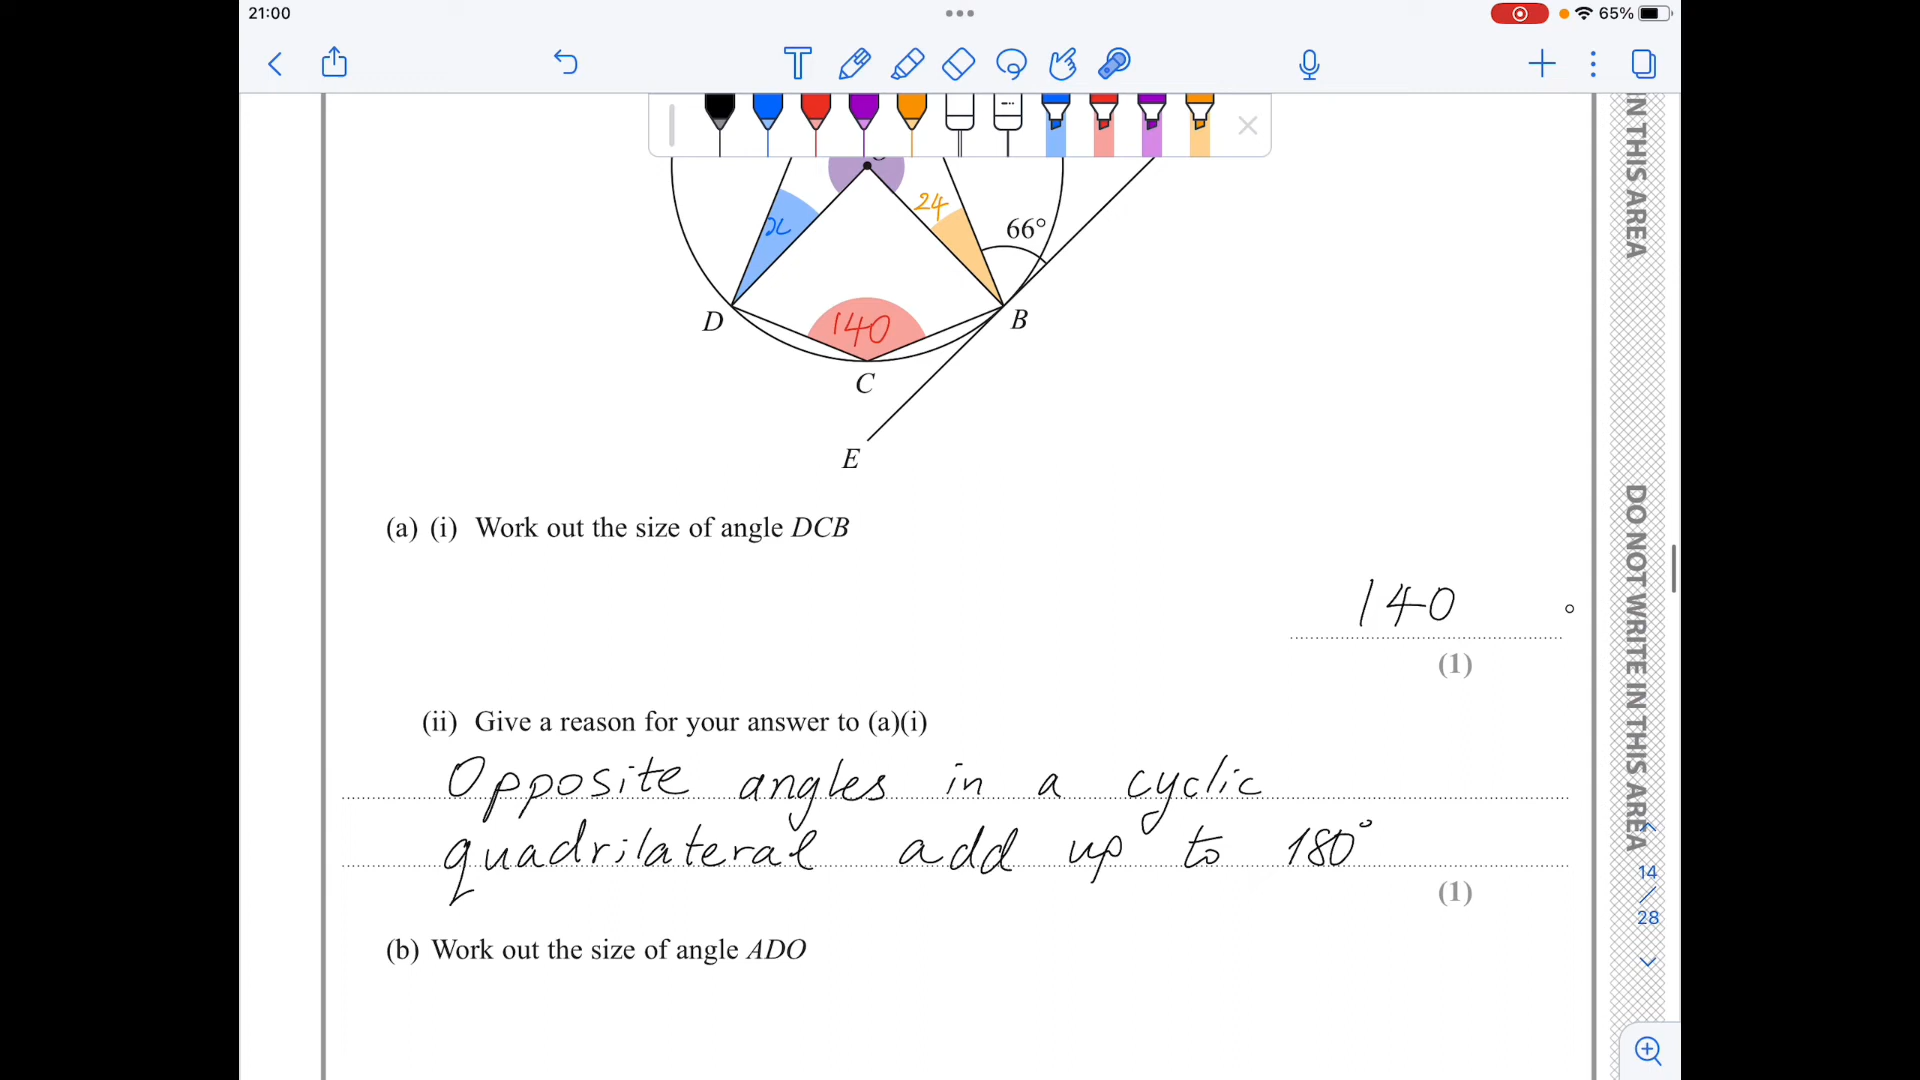 21:00
65%
T
x
24
66°
D
140
B
C
E
(a) (i) Work out the size of angle DCB
140 °
(1)
(ii) Give a reason for your answer to (a)(i)
Opposite angles in a cyclic
quadrilateral add up to 180°
(1)
(b) Work out the size of angle ADO
N THIS AREA
DO NOT WRITE IN THIS AREA
14
/
28